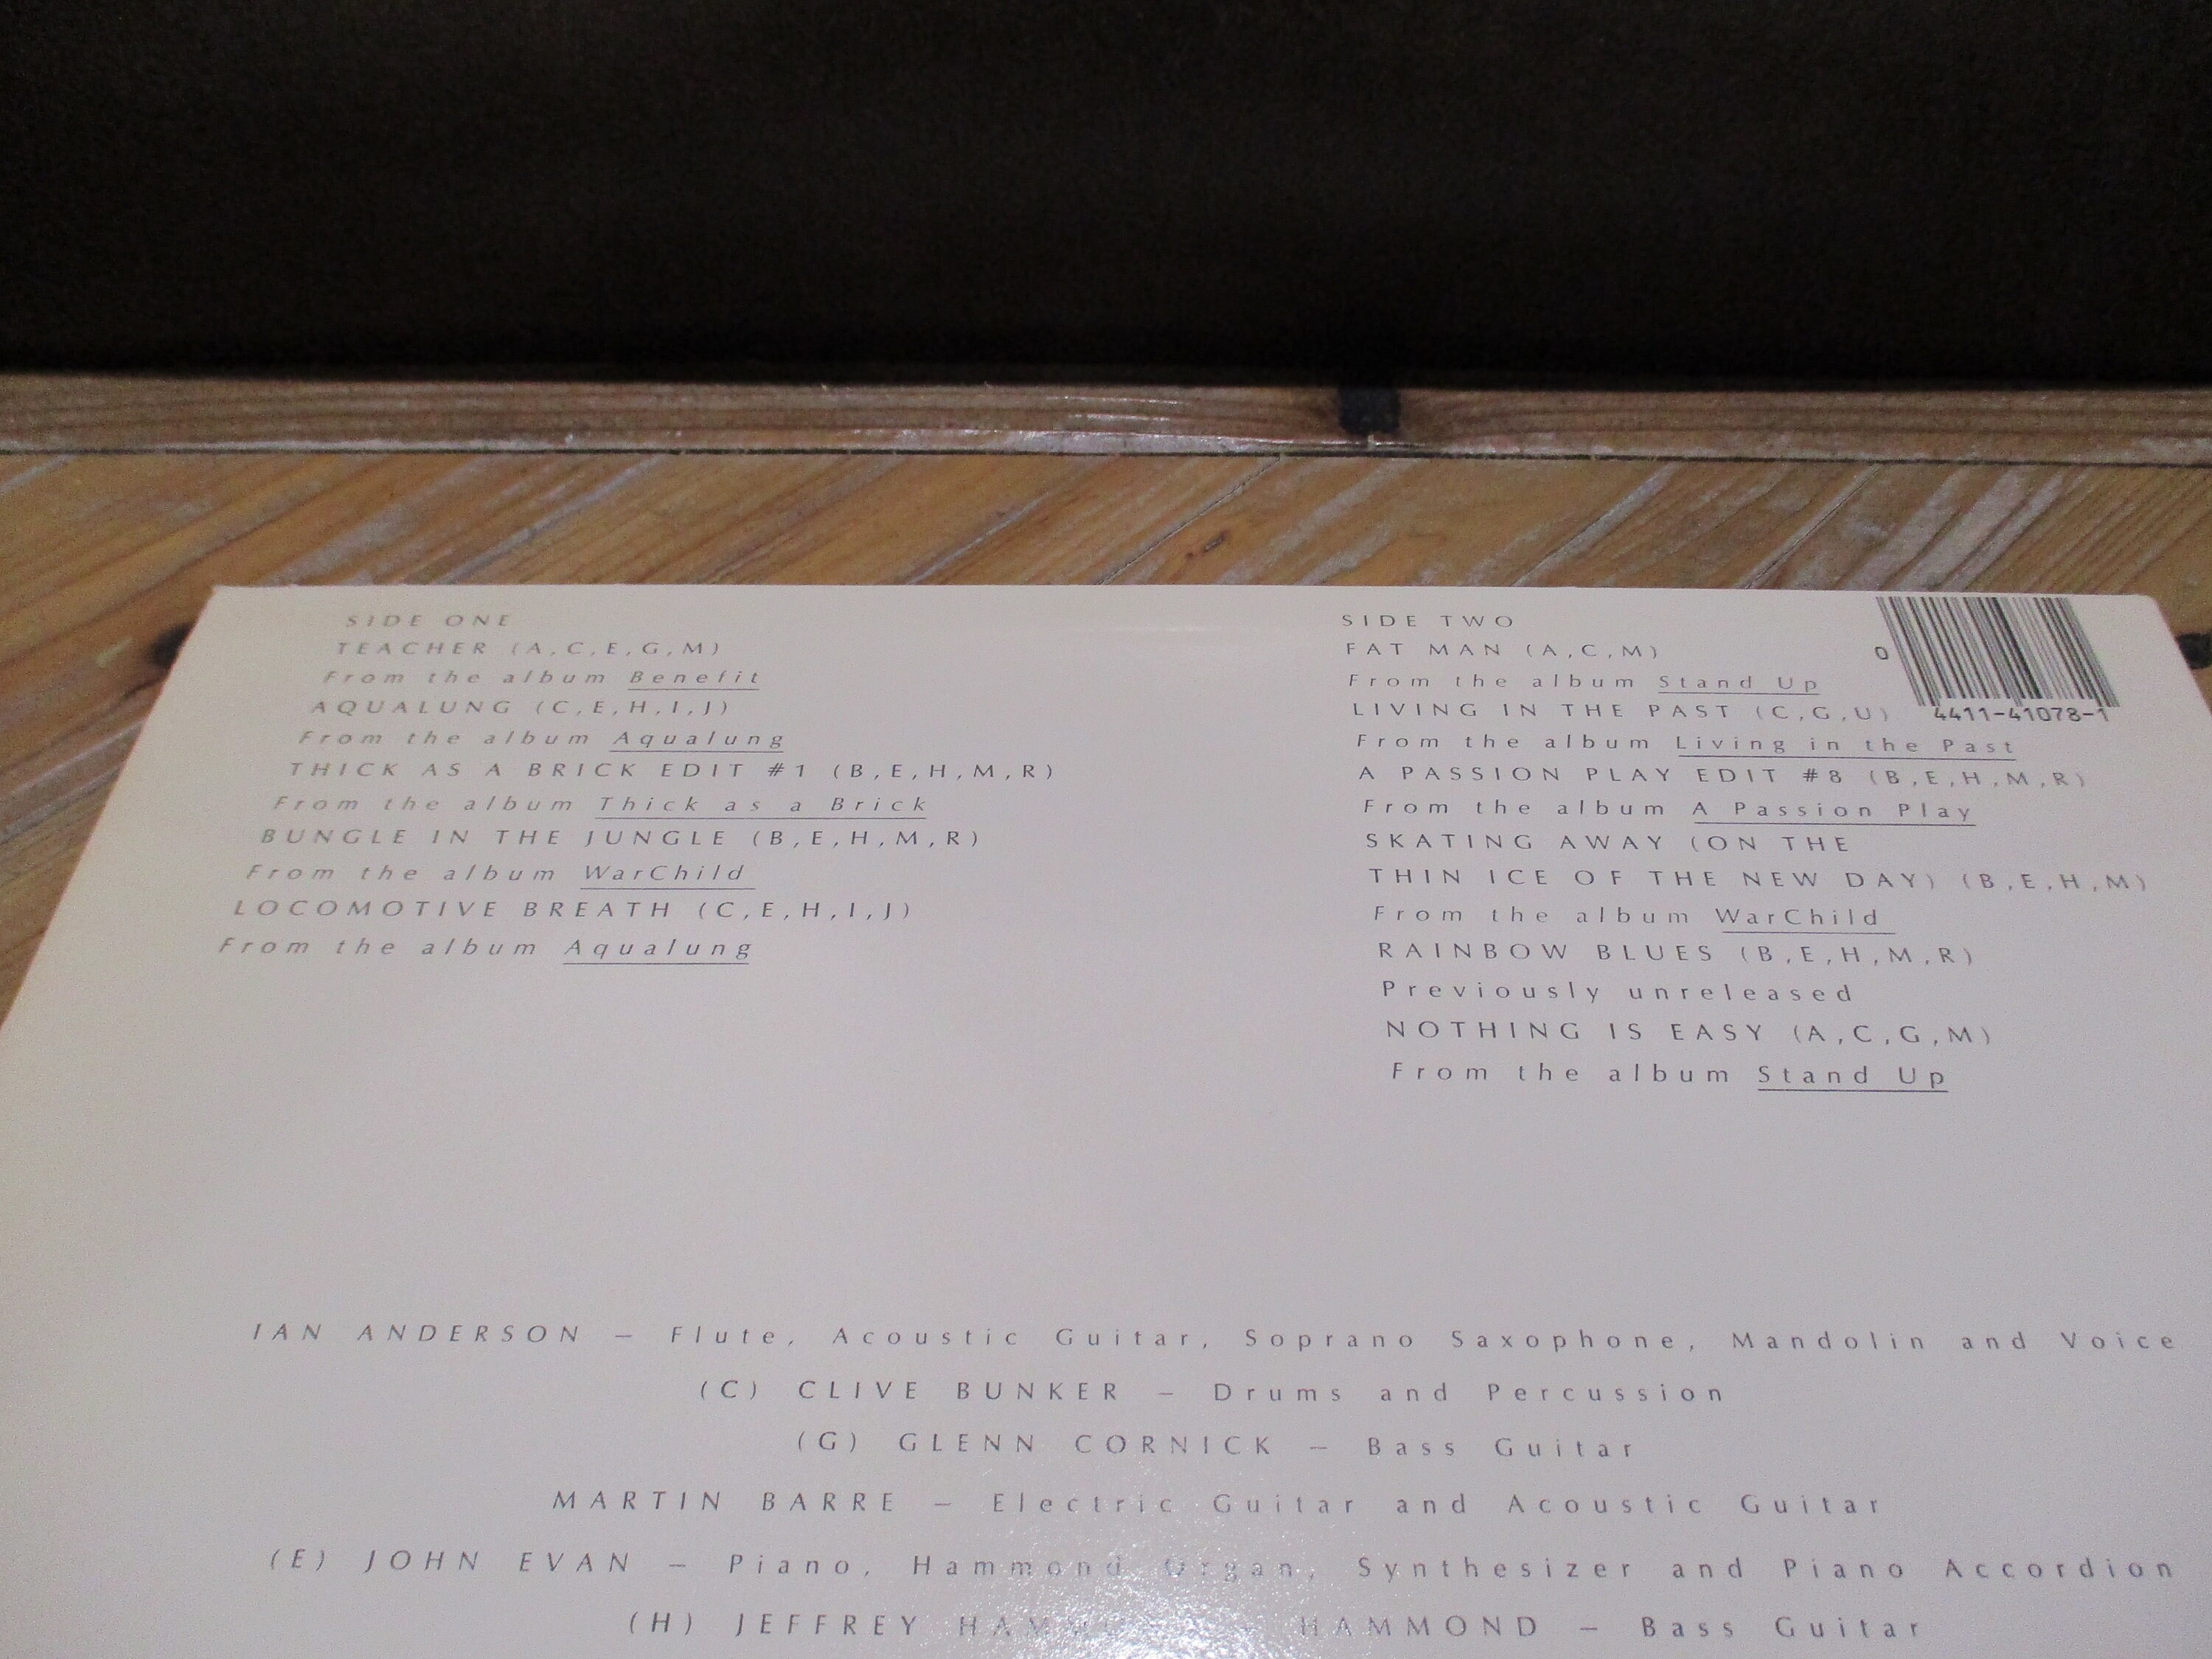 SIDE ONE
TEACHER (A,C,E,G,M)
From the album Benefit
AQUALUNG (C,E,H,I,J)
From the album Aqualung
THICK AS A BRICK EDIT #1 (B,E,H,M,R)
From the album Thick as a Brick
BUNGLE IN THE JUNGLE (B,E,H,M,R)
From the album WarChild
LOCOMOTIVE BREATH (C,E,H,I,J)
From the album Aqualung
SIDE TWO
FAT MAN (A,C,M)
From the album Stand Up
LIVING IN THE PAST (C,G,U)
From the album Living in the Past
A PASSION PLAY EDIT #8 (B,E,H,M,R)
From the album A Passion Play
SKATING AWAY (ON THE
THIN ICE OF THE NEW DAY) (B,E,H,M)
From the album WarChild
RAINBOW BLUES (B,E,H,M,R)
Previously unreleased
NOTHING IS EASY (A,C,G,M)
From the album Stand Up
0 4411-41078-1
IAN ANDERSON – Flute, Acoustic Guitar, Soprano Saxophone, Mandolin and Voice
(C) CLIVE BUNKER – Drums and Percussion
(G) GLENN CORNICK – Bass Guitar
MARTIN BARRE – Electric Guitar and Acoustic Guitar
(E) JOHN EVAN – Piano, Hammond Organ, Synthesizer and Piano Accordion
(H) JEFFREY HAMMOND – Bass Guitar